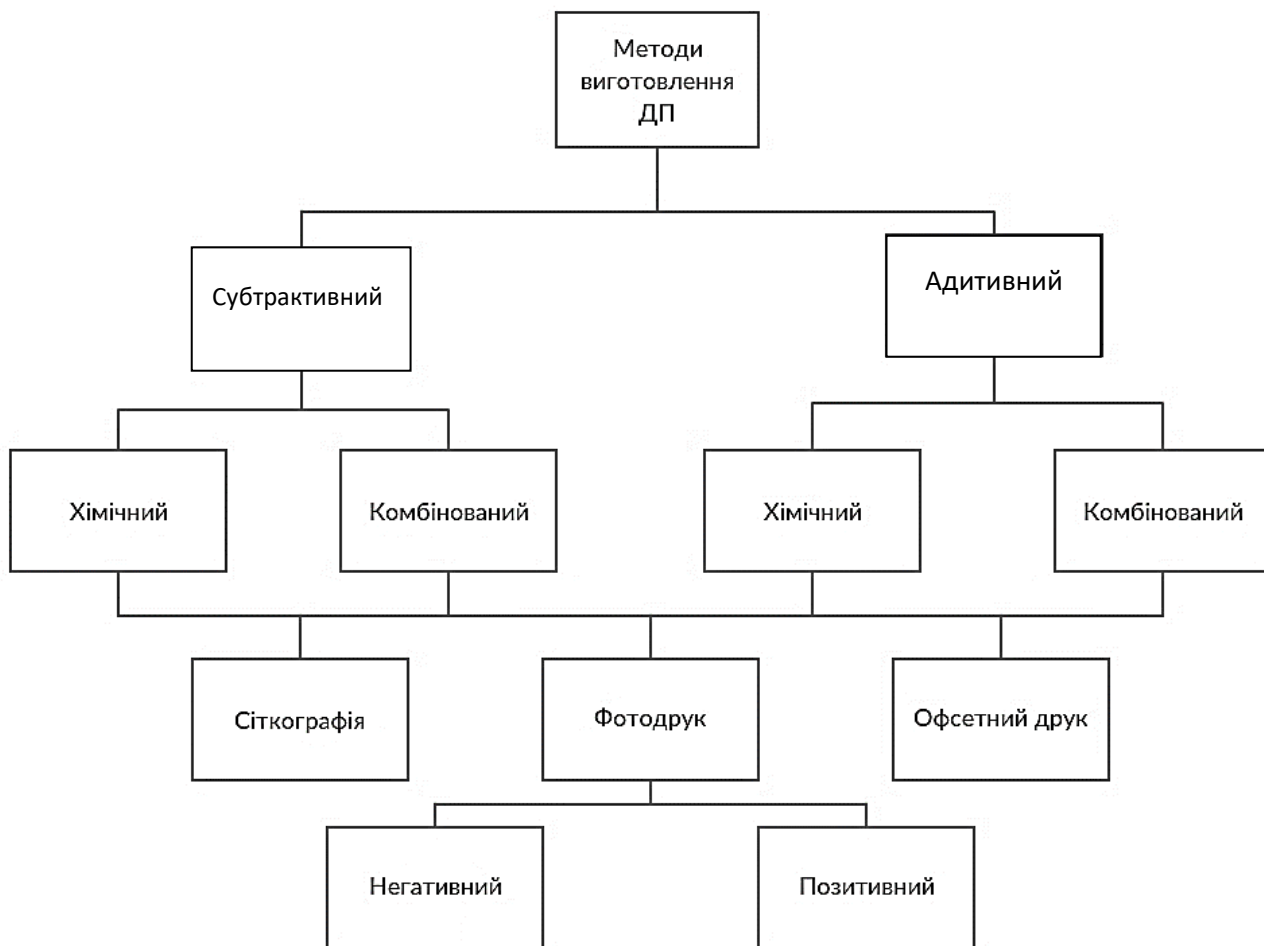 Методи
виготовлення
ДП
Субтрактивний
Адитивний
Хімічний
Комбінований
Хімічний
Комбінований
Сіткографія
Фотодрук
Офсетний друк
Негативний
Позитивний